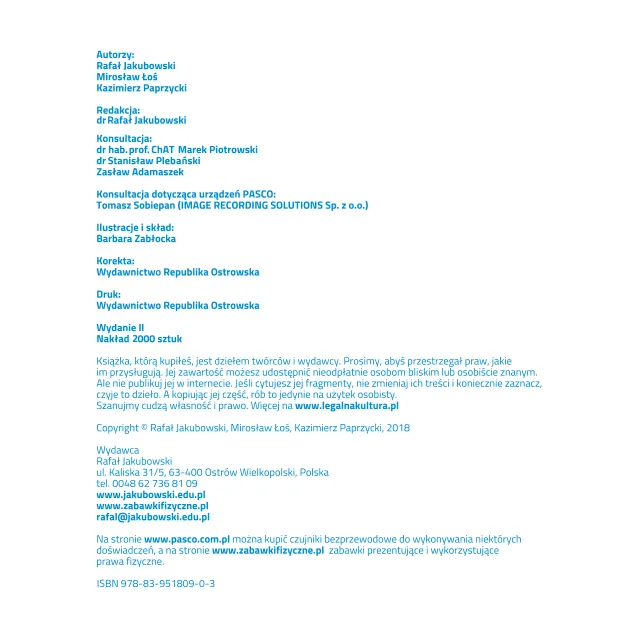 Autorzy:
Rafał Jakubowski
Mirosław Łoś
Kazimierz Paprzycki
Redakcja:
dr Rafał Jakubowski
Konsultacja:
dr hab. prof. ChAT Marek Piotrowski
dr Stanisław Plebański
Zasław Adamaszek
Konsultacja dotycząca urządzeń PASCO:
Tomasz Sobiepan (IMAGE RECORDING SOLUTIONS Sp. z o.o.)
Ilustracje i skład:
Barbara Zabłocka
Korekta:
Wydawnictwo Republika Ostrowska
Druk:
Wydawnictwo Republika Ostrowska
Wydanie II
Nakład 2000 sztuk
Książka, którą kupiłeś, jest dziełem twórców i wydawcy. Prosimy, abyś przestrzegał praw, jakie
im przysługują. Jej zawartość możesz udostępnić nieodpłatnie osobom bliskim lub osobiście znanym.
Ale nie publikuj jej w internecie. Jeśli cytujesz jej fragmenty, nie zmieniaj ich treści i koniecznie zaznacz,
czyje to dzieło. A kopiując jej część, rób to jedynie na użytek osobisty.
Szanujmy cudzą własność i prawo. Więcej na www.legalnakultura.pl
Copyright © Rafał Jakubowski, Mirosław Łoś, Kazimierz Paprzycki, 2018
Wydawca
Rafał Jakubowski
ul. Kaliska 31/5, 63-400 Ostrów Wielkopolski, Polska
tel. 0048 62 736 81 09
www.jakubowski.edu.pl
www.zabawkifizyczne.pl
rafal@jakubowski.edu.pl
Na stronie www.pasco.com.pl można kupić czujniki bezprzewodowe do wykonywania niektórych
doświadczeń, a na stronie www.zabawkifizyczne.pl zabawki prezentujące i wykorzystujące
prawa fizyczne.
ISBN 978-83-951809-0-3